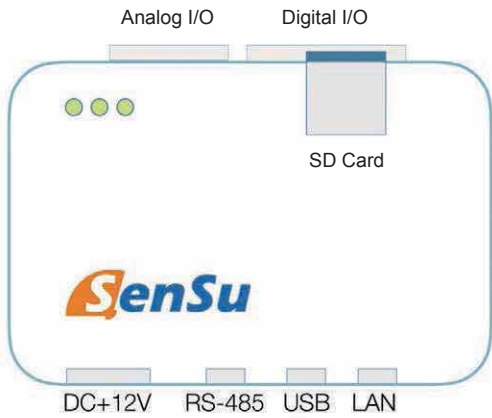 Analog I/O Digital I/O
SD Card
SenSu
DC+12V RS-485 USB LAN